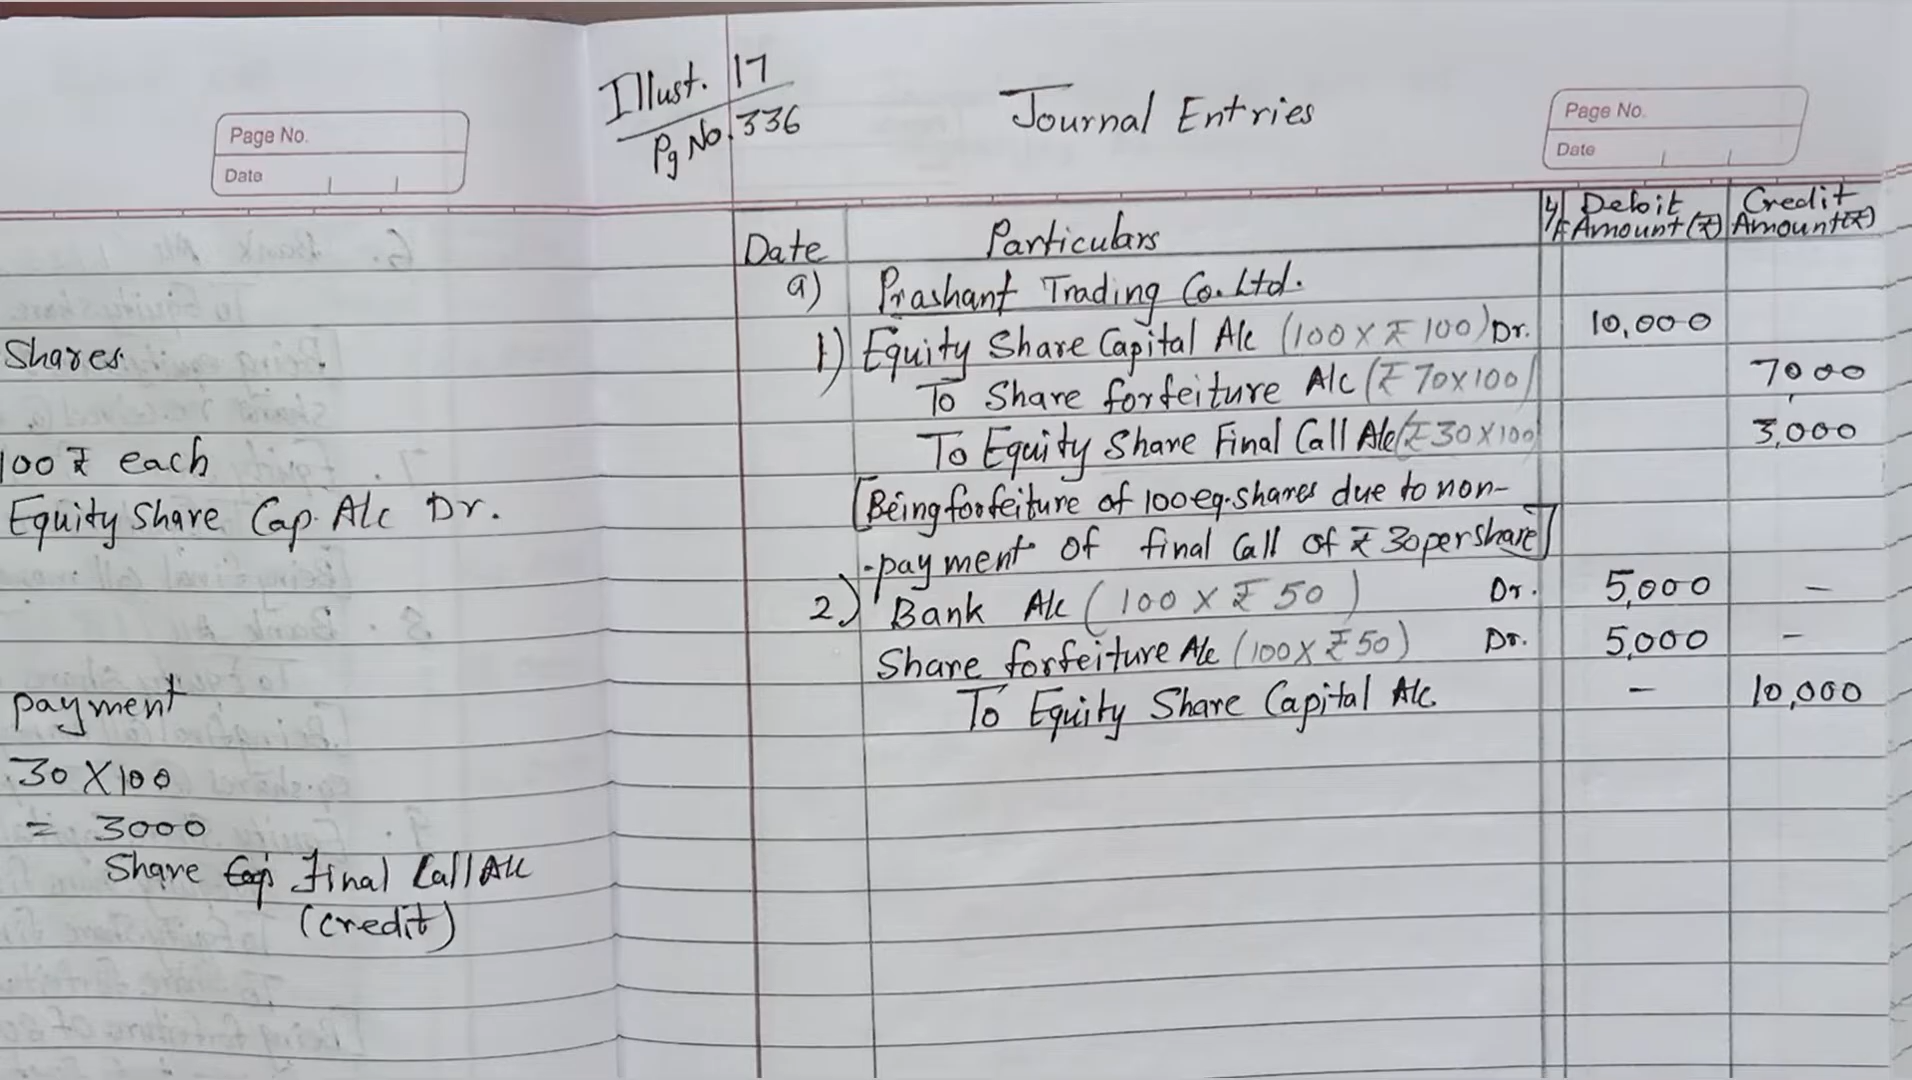 Page No.
Date
Shares.
100 ₹ each
Equity Share Cap. A/c Dr.
payment
30 X 100
= 3000
Share Final Call A/c
(Credit)
Illust. 17
Pg No. 336
Journal Entries
Page No.
Date
Date Particulars L/F Debit Amount (₹) Credit Amount (₹)
a) Prashant Trading Co. Ltd.
1) Equity Share Capital A/c (100 X ₹ 100) Dr. 10,000
To Share forfeiture A/c (₹ 70X100) 7000
To Equity Share Final Call A/c (₹ 30 X 100) 3,000
[Being forfeiture of 100 eq. shares due to non-
-payment of final Call of ₹ 30 per share]
2) Bank A/c (100 X ₹ 50) Dr. 5,000 –
Share forfeiture A/c (100 X ₹ 50) Dr. 5,000 –
To Equity Share Capital A/c. – 10,000